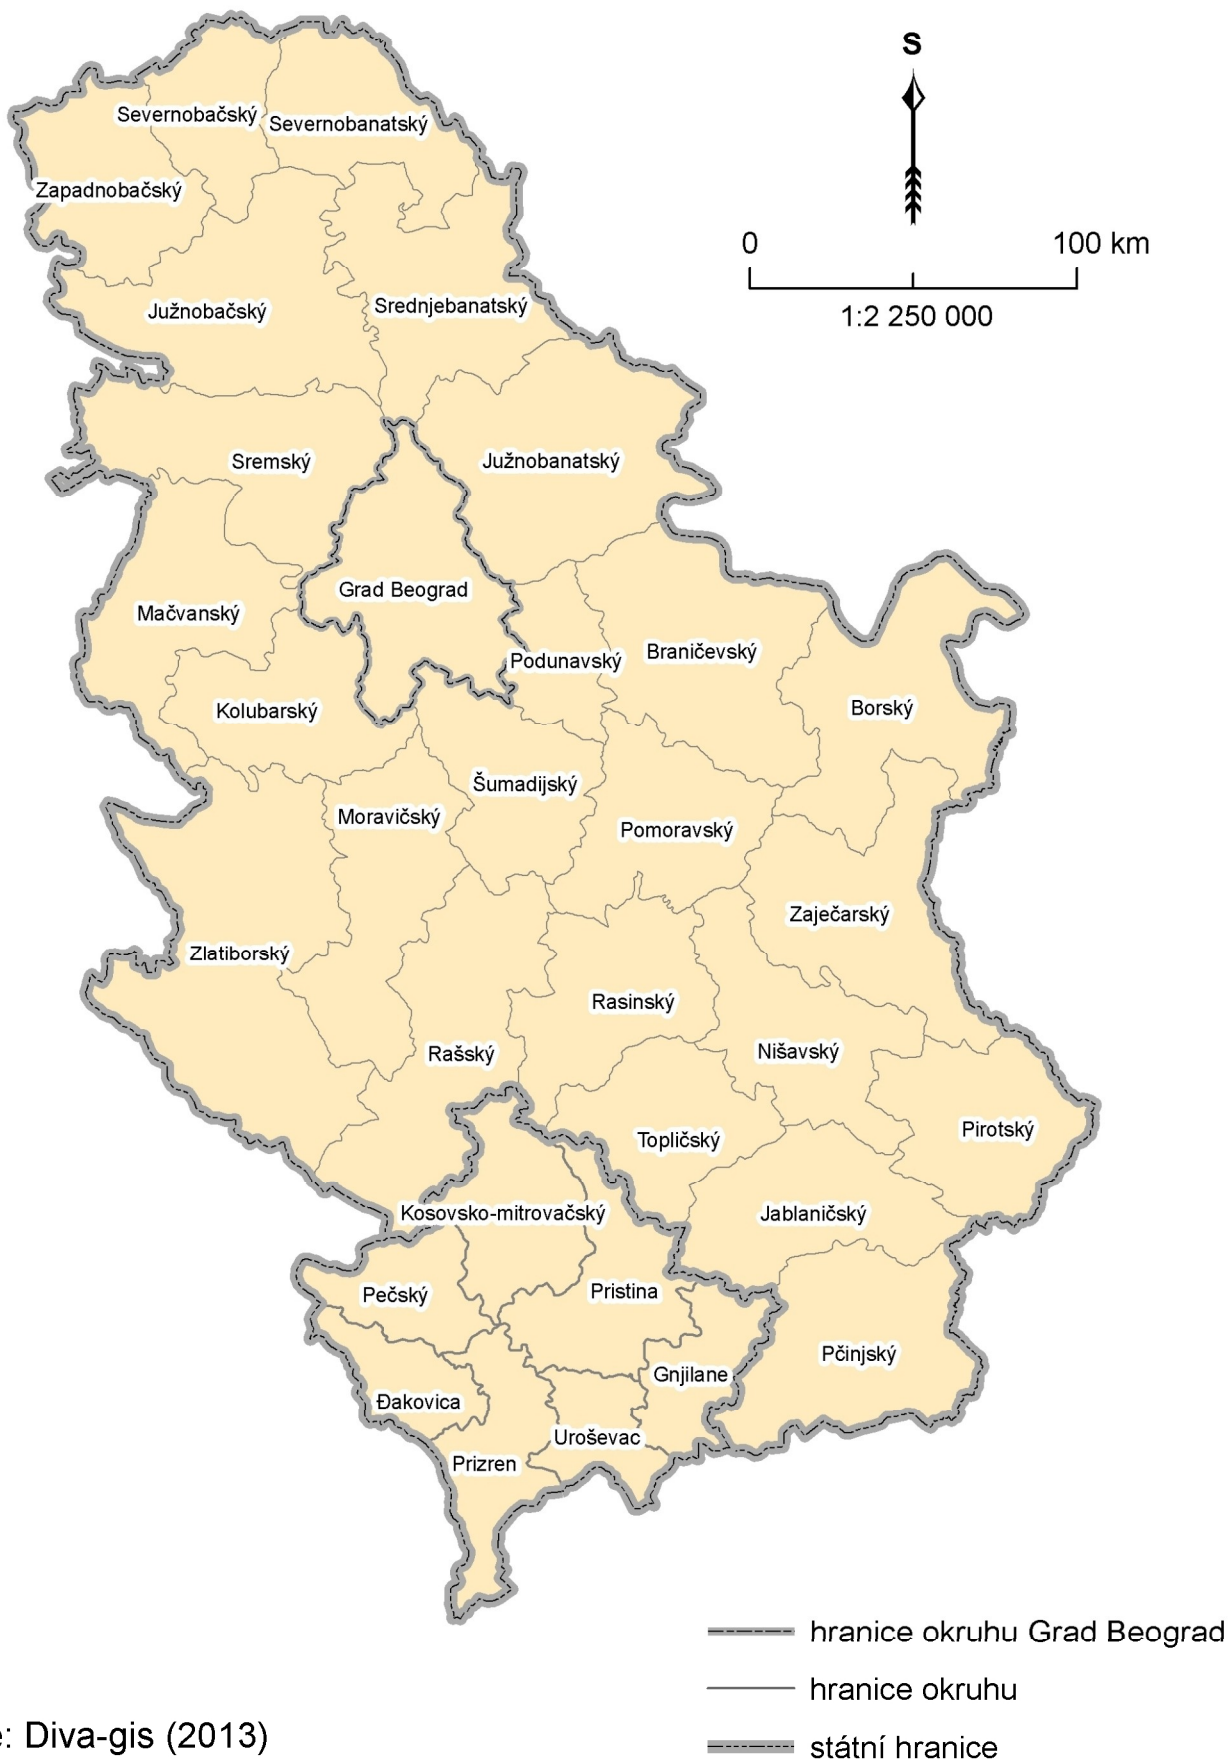 S
0 100 km
1:2 250 000
Severnobačský
Severnobanatský
Zapadnobačský
Južnobačský
Srednjebanatský
Sremský
Južnobanatský
Grad Beograd
Mačvanský
Podunavský
Braničevský
Kolubarský
Borský
Šumadijský
Moravičský
Pomoravský
Zaječarský
Zlatiborský
Rasinský
Rašský
Nišavský
Topličský
Pirotský
Kosovsko-mitrovačský
Jablaničský
Pečský
Pristina
Pčinjský
Gnjilane
Đakovica
Uroševac
Prizren
hranice okruhu Grad Beograd
hranice okruhu
státní hranice
e: Diva-gis (2013)